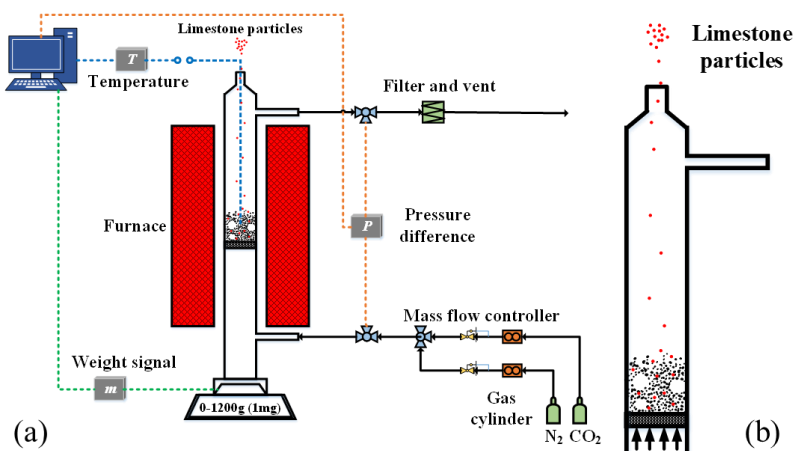 Limestone particles
T
Temperature
Filter and vent
Limestone
particles
Furnace
P
Pressure
difference
Mass flow controller
Weight signal
m
0-1200g (1mg)
Gas
cylinder
N₂ CO₂
(a)
(b)